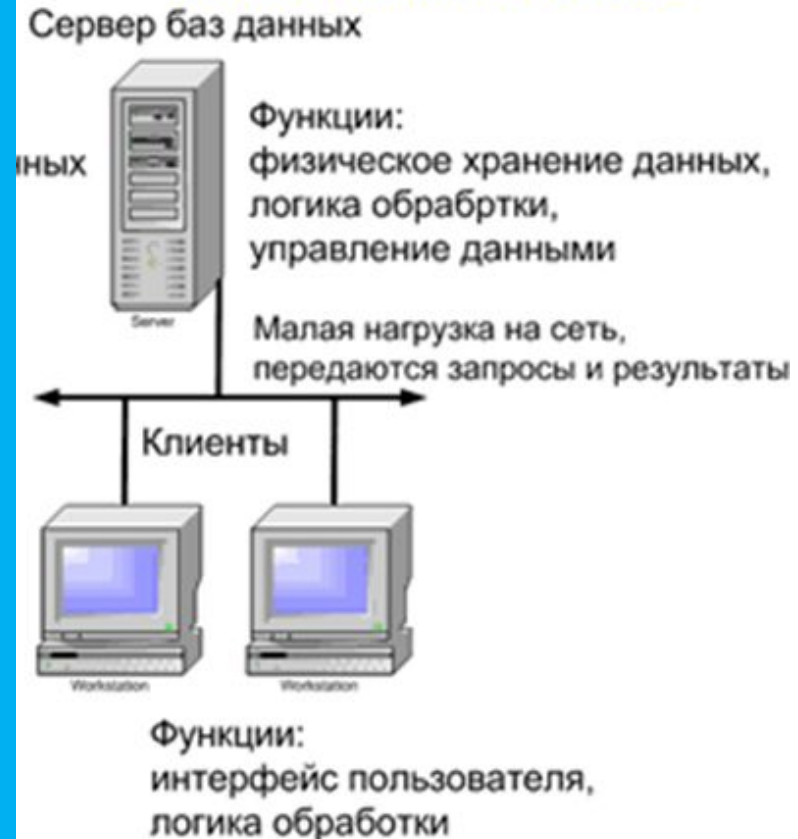 Сервер баз данных
Функции:
физическое хранение данных,
нных
логика обрабртки,
управление данными
Server
Малая нагрузка на сеть,
передаются запросы и результаты
Клиенты
Workstation
Workstation
Функции:
интерфейс пользователя,
логика обработки